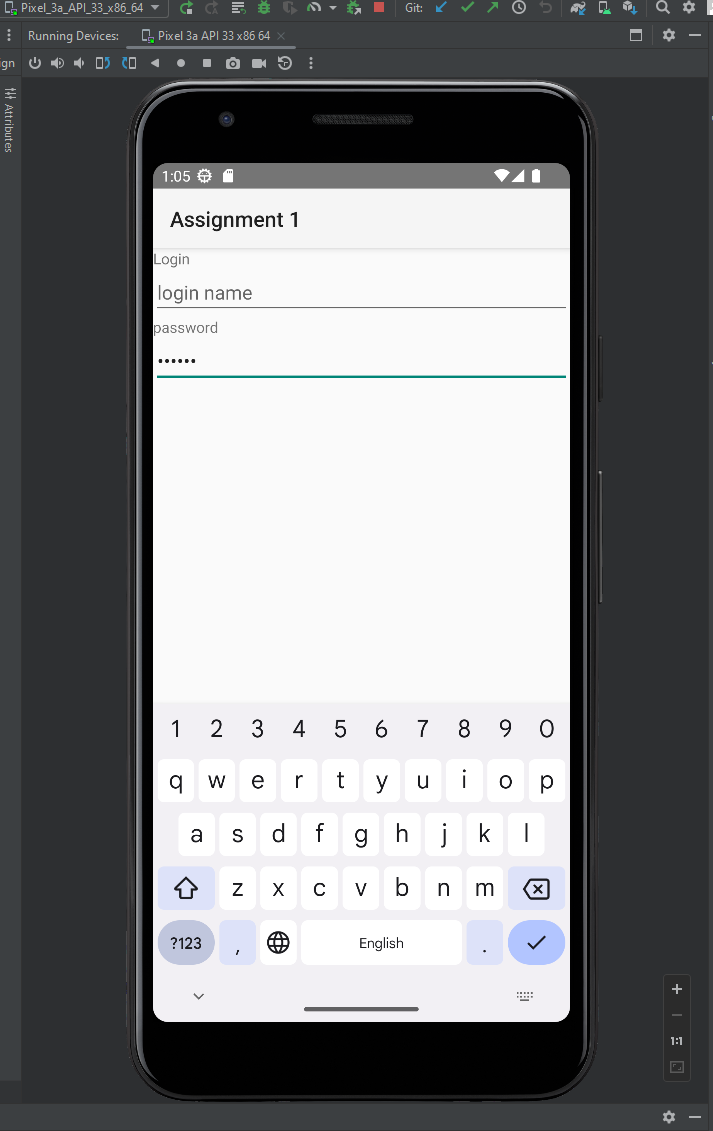 Pixel_3a_API_33_x86_64
Git:
Running Devices: Pixel 3a API 33 x86 64
ign
Attributes
1:05
Assignment 1
Login
login name
password
••••••
1 2 3 4 5 6 7 8 9 0
q w e r t y u i o p
a s d f g h j k l
z x c v b n m
?123 , English .
1:1